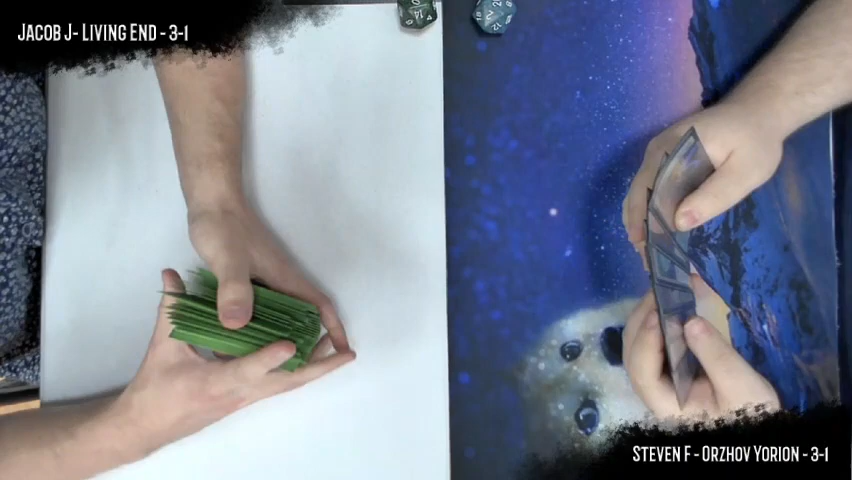 Jacob J- Living End - 3-1
Steven F - Orzhov Yorion - 3-1